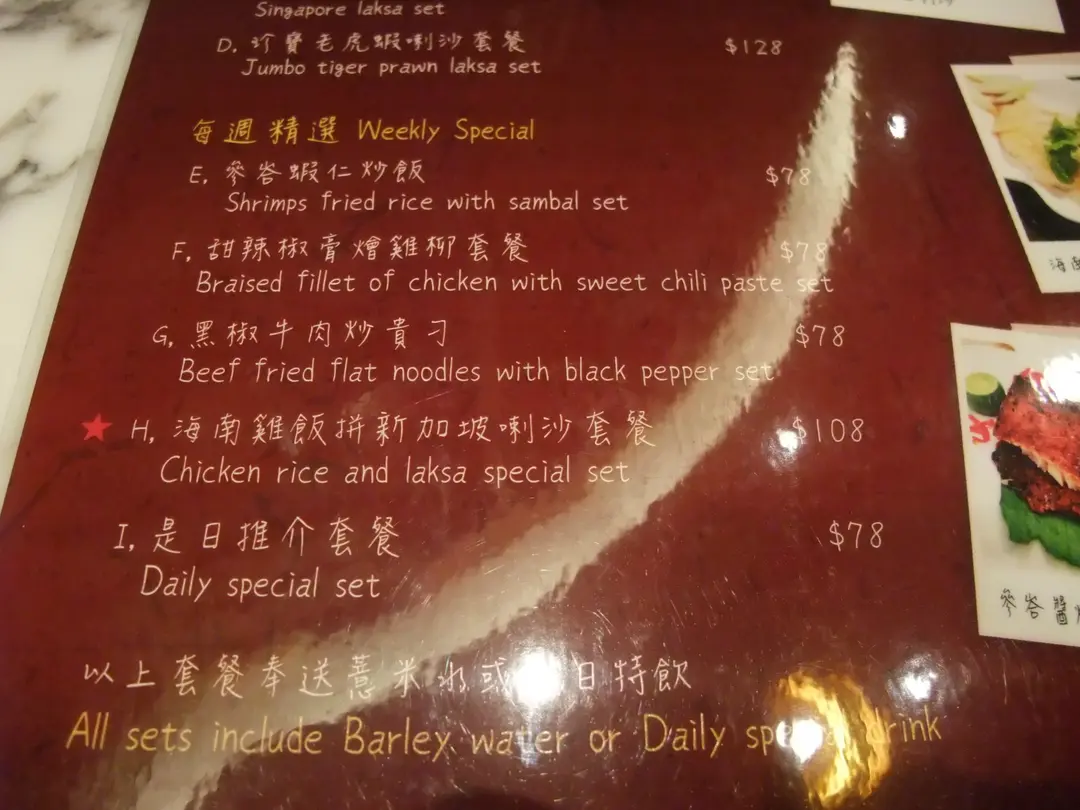 Singapore laksa set
D. 珍寶老虎蝦喇沙套餐 $128
Jumbo tiger prawn laksa set
每週精選 Weekly Special
E. 參峇蝦仁炒飯 $78
Shrimps fried rice with sambal set
F. 甜辣椒膏燴雞柳套餐 $78
Braised fillet of chicken with sweet chili paste set
G. 黑椒牛肉炒貴刁 $78
Beef fried flat noodles with black pepper set
H. 海南雞飯拼新加坡喇沙套餐 $108
Chicken rice and laksa special set
I. 是日推介套餐 $78
Daily special set
以上套餐奉送薏米水或 日特飲
All sets include Barley water or Daily special drink
海南
參峇醬